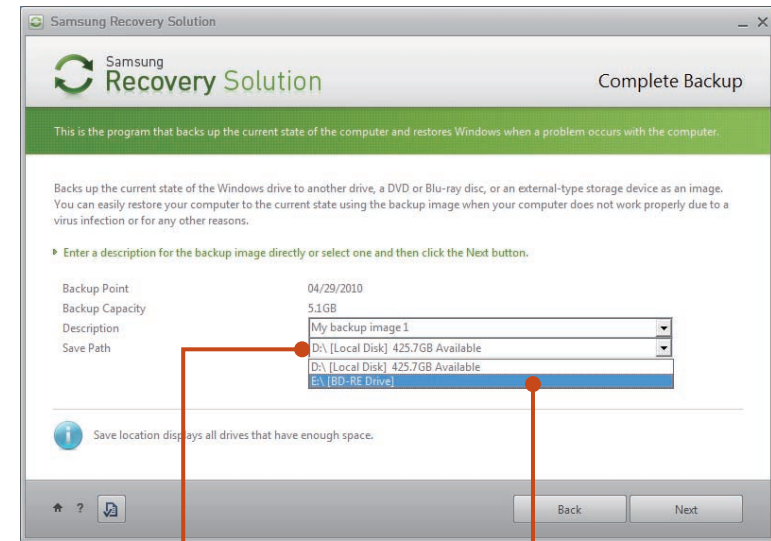 Samsung Recovery Solution
Samsung
Recovery Solution
Complete Backup
This is the program that backs up the current state of the computer and restores Windows when a problem occurs with the computer.
Backs up the current state of the Windows drive to another drive, a DVD or Blu-ray disc, or an external-type storage device as an image.
You can easily restore your computer to the current state using the backup image when your computer does not work properly due to a
virus infection or for any other reasons.
Enter a description for the backup image directly or select one and then click the Next button.
Backup Point 04/29/2010
Backup Capacity 5.1GB
Description My backup image 1
Save Path D:\ [Local Disk] 425.7GB Available
D:\ [Local Disk] 425.7GB Available
E:\ [BD-RE Drive]
Save location displays all drives that have enough space.
? Back Next